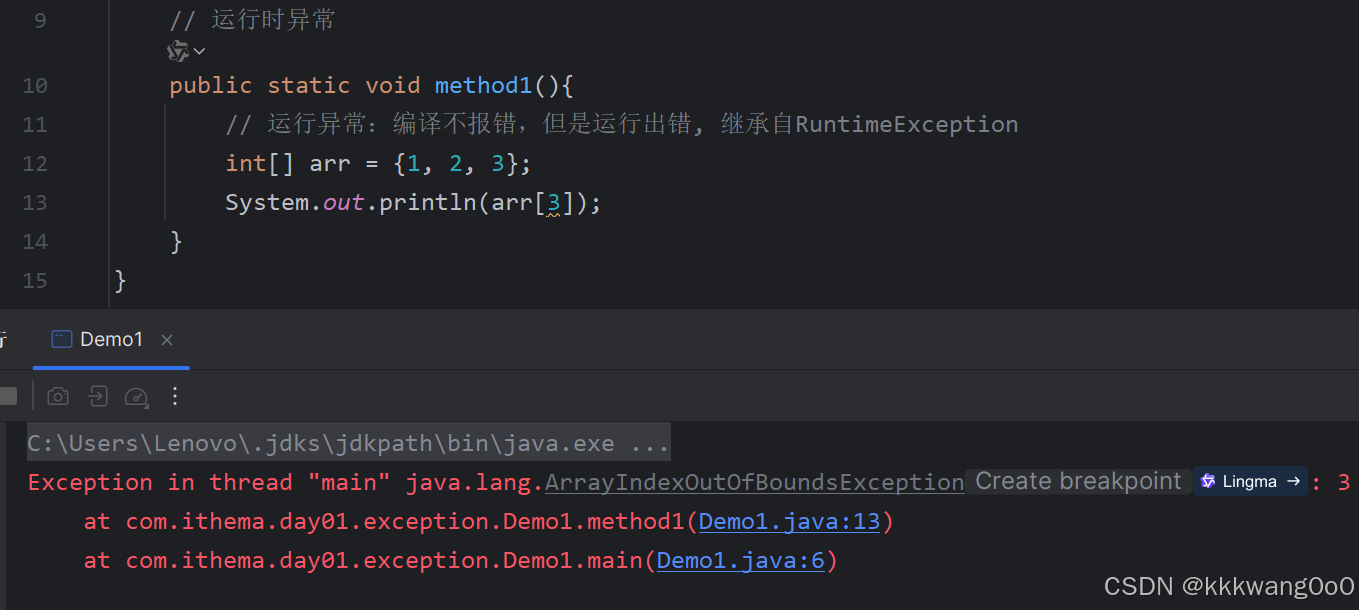 9 // 运行时异常
10 public static void method1(){
11 // 运行异常：编译不报错，但是运行出错, 继承自RuntimeException
12 int[] arr = {1, 2, 3};
13 System.out.println(arr[3]);
14 }
15 }
Demo1
C:\Users\Lenovo\.jdks\jdkpath\bin\java.exe ...
Exception in thread "main" java.lang.ArrayIndexOutOfBoundsException Create breakpoint Lingma → : 3
at com.ithema.day01.exception.Demo1.method1(Demo1.java:13)
at com.ithema.day01.exception.Demo1.main(Demo1.java:6)
CSDN @kkkwang0o0